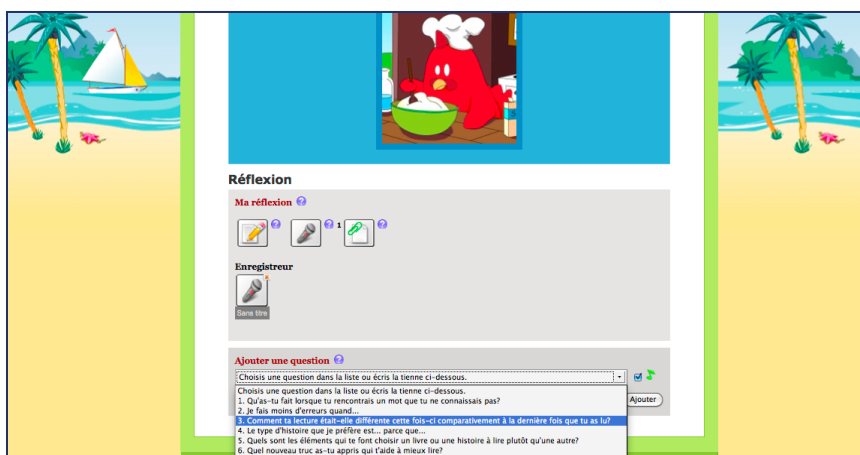 Réflexion
Ma réflexion ?
? ? 1 ?
Enregistreur
Sans titre
Ajouter une question ?
Choisis une question dans la liste ou écris la tienne ci-dessous.
Choisis une question dans la liste ou écris la tienne ci-dessous.
1. Qu'as-tu fait lorsque tu rencontrais un mot que tu ne connaissais pas?
Ajouter
2. Je fais moins d'erreurs quand...
3. Comment ta lecture était-elle différente cette fois-ci comparativement à la dernière fois que tu as lu?
4. Le type d'histoire que je préfère est... parce que...
5. Quels sont les éléments qui te font choisir un livre ou une histoire à lire plutôt qu'une autre?
6. Quel nouveau truc as-tu appris qui t'aide à mieux lire?